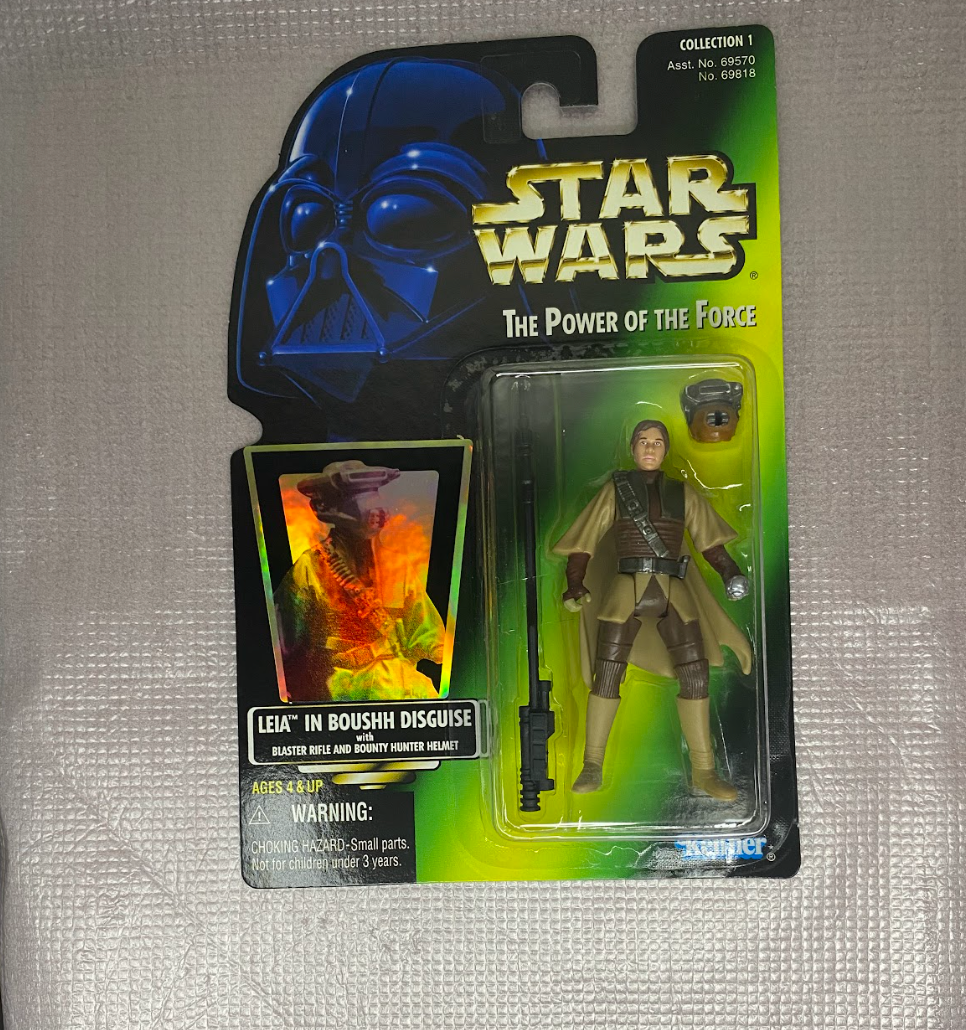 COLLECTION 1
Asst. No. 69570
No. 69818
STAR
WARS
®
THE POWER OF THE FORCE
LEIA™ IN BOUSHH DISGUISE
with
BLASTER RIFLE AND BOUNTY HUNTER HELMET
AGES 4 & UP
WARNING:
CHOKING HAZARD-Small parts.
Not for children under 3 years.
Kenner®